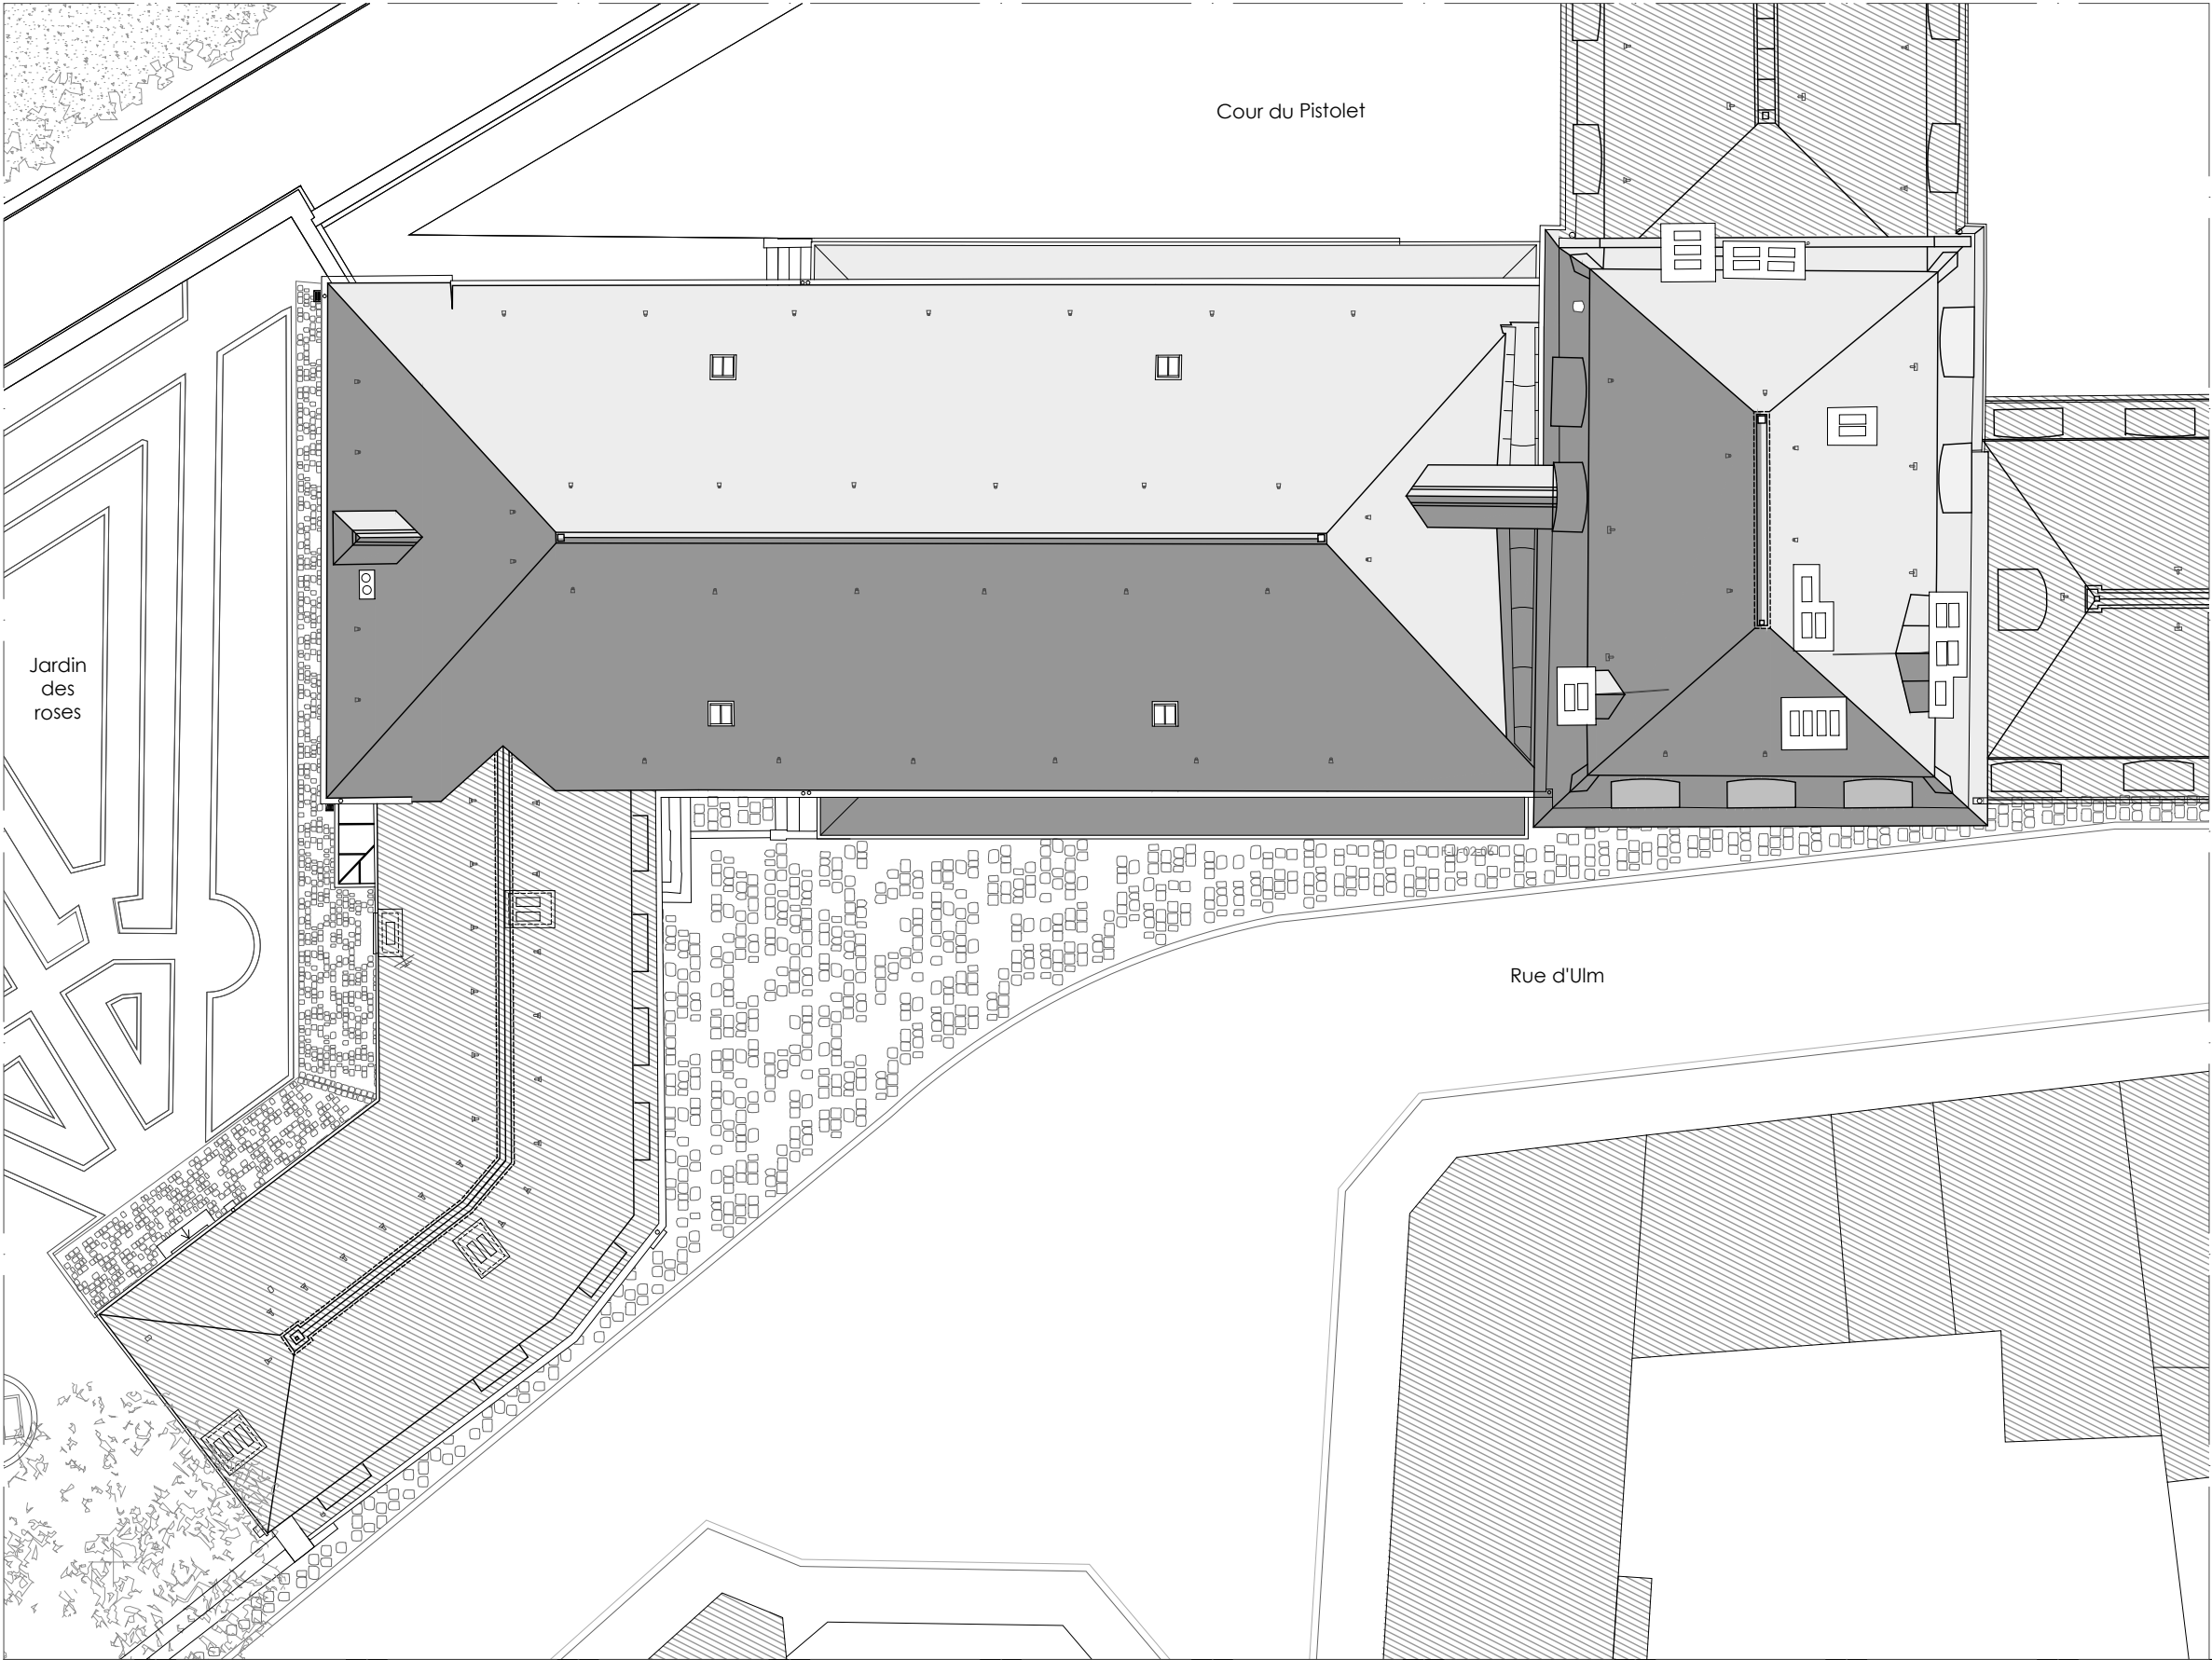 Cour du Pistolet
Jardin
des
roses
Rue d'Ulm